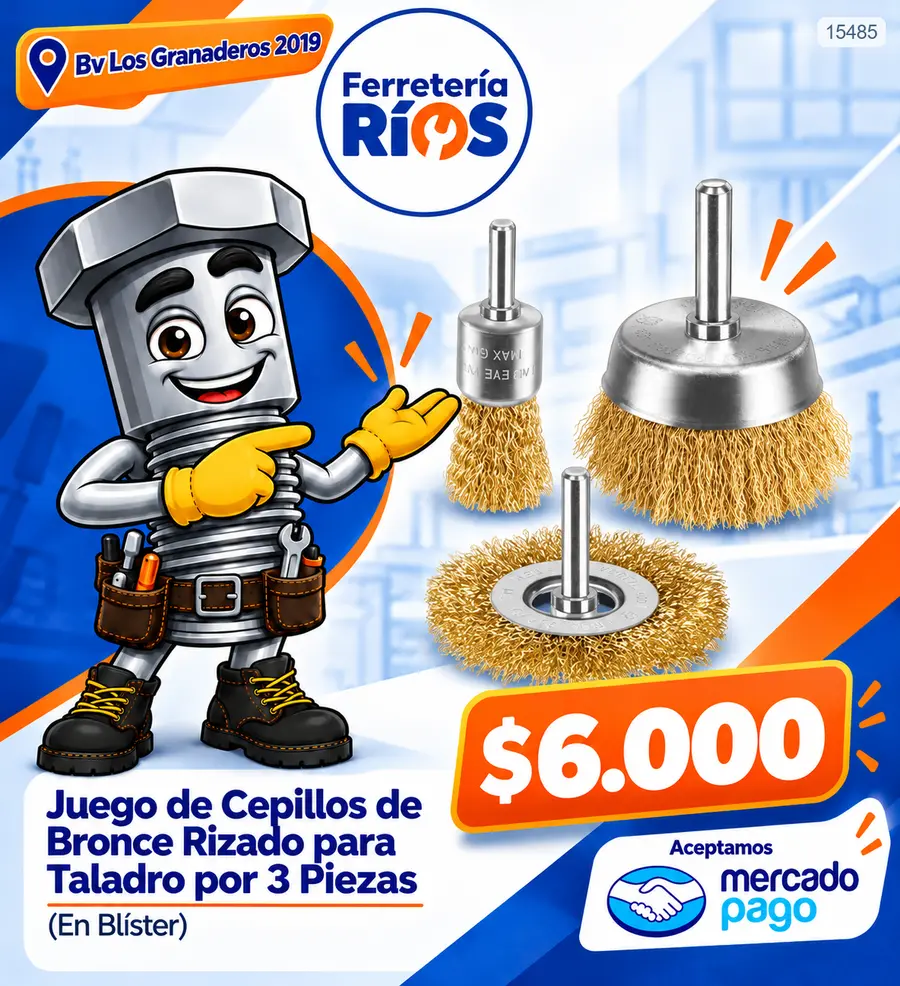 Bv Los Granaderos 2019
Ferretería
Ríos
15485
$6.000
Juego de Cepillos de
Bronce Rizado para
Taladro por 3 Piezas
(En Blíster)
Aceptamos
mercado
pago